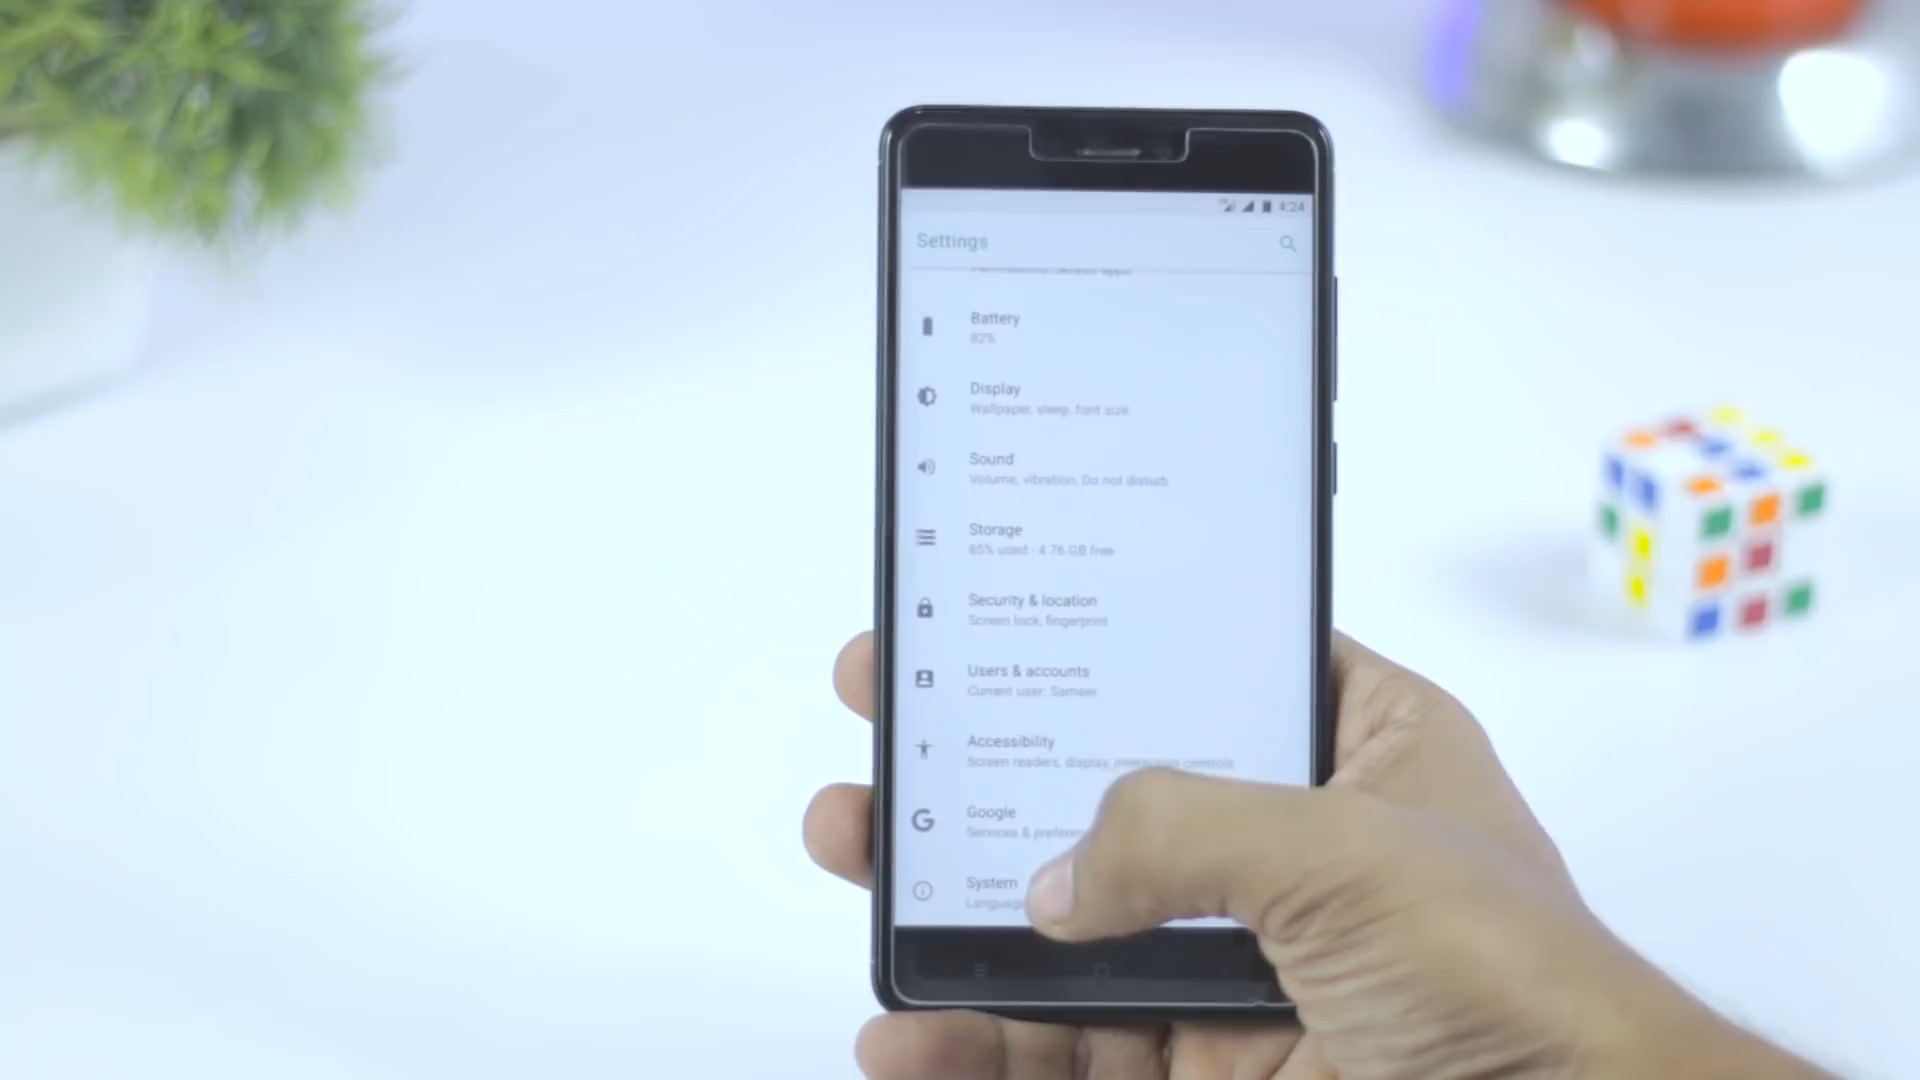 4:24
Settings
Battery
82%
Display
Wallpaper, sleep, font size
Sound
Volume, vibration, Do not disturb
Storage
85% used - 4.76 GB free
Security & location
Screen lock, fingerprint
Users & accounts
Current user: Sameer
Accessibility
Screen readers, display, interaction controls
Google
Services &
System